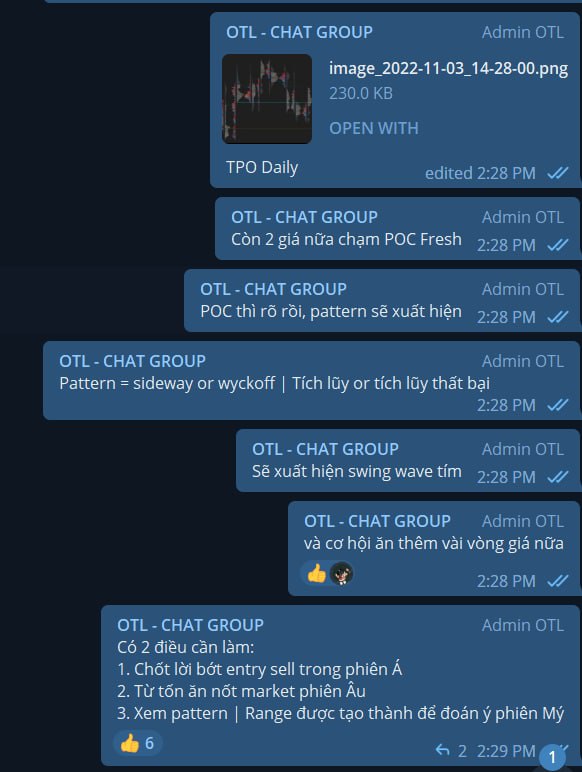 OTL - CHAT GROUP Admin OTL
image_2022-11-03_14-28-00.png
230.0 KB
OPEN WITH
TPO Daily
edited 2:28 PM
OTL - CHAT GROUP Admin OTL
Còn 2 giá nữa chạm POC Fresh 2:28 PM
OTL - CHAT GROUP Admin OTL
POC thì rõ rồi, pattern sẽ xuất hiện 2:28 PM
OTL - CHAT GROUP Admin OTL
Pattern = sideway or wyckoff | Tích lũy or tích lũy thất bại
2:28 PM
OTL - CHAT GROUP Admin OTL
Sẽ xuất hiện swing wave tím 2:28 PM
OTL - CHAT GROUP Admin OTL
và cơ hội ăn thêm vài vòng giá nữa
2:28 PM
OTL - CHAT GROUP Admin OTL
Có 2 điều cần làm:
1. Chốt lời bớt entry sell trong phiên Á
2. Từ tốn ăn nốt market phiên Âu
3. Xem pattern | Range được tạo thành để đoán ý phiên Mỹ
6 2 2:29 PM 1